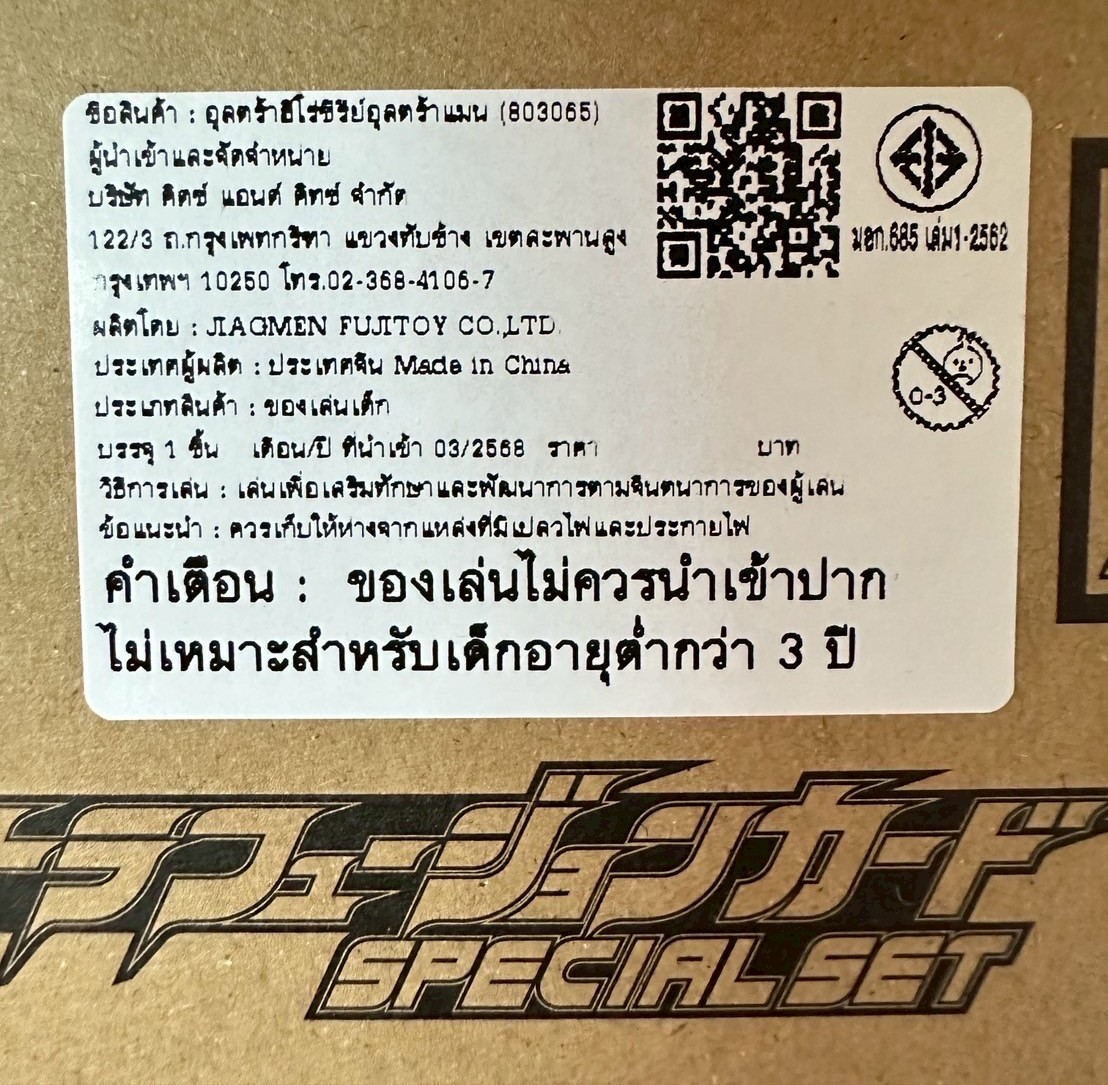 ชื่อสินค้า : อุลตร้าฮีโร่ซีรีย์อุลตร้าแมน (803065)
ผู้นำเข้าและจัดจำหน่าย
บริษัท คิดซ์ แอนด์ คิทซ์ จำกัด
122/3 ถ.กรุงเทพกรีฑา แขวงทับช้าง เขตสะพานสูง
กรุงเทพฯ 10250 โทร.02-368-4106-7
ผลิตโดย : JIAOMEN FUJITOY CO.,LTD.
ประเทศผู้ผลิต : ประเทศจีน Made in China
ประเภทสินค้า : ของเล่นเด็ก
บรรจุ 1 ชิ้น เดือน/ปี ที่นำเข้า 03/2568 ราคา บาท
วิธีการเล่น : เล่นเพื่อเสริมทักษะและพัฒนาการตามจินตนาการของผู้เล่น
ข้อแนะนำ : ควรเก็บให้ห่างจากแหล่งที่มีเปลวไฟและประกายไฟ
คำเตือน : ของเล่นไม่ควรนำเข้าปาก
ไม่เหมาะสำหรับเด็กอายุต่ำกว่า 3 ปี
มอก.685 เล่ม1-2562
0-3
ラフュージョンカード
SPECIAL SET